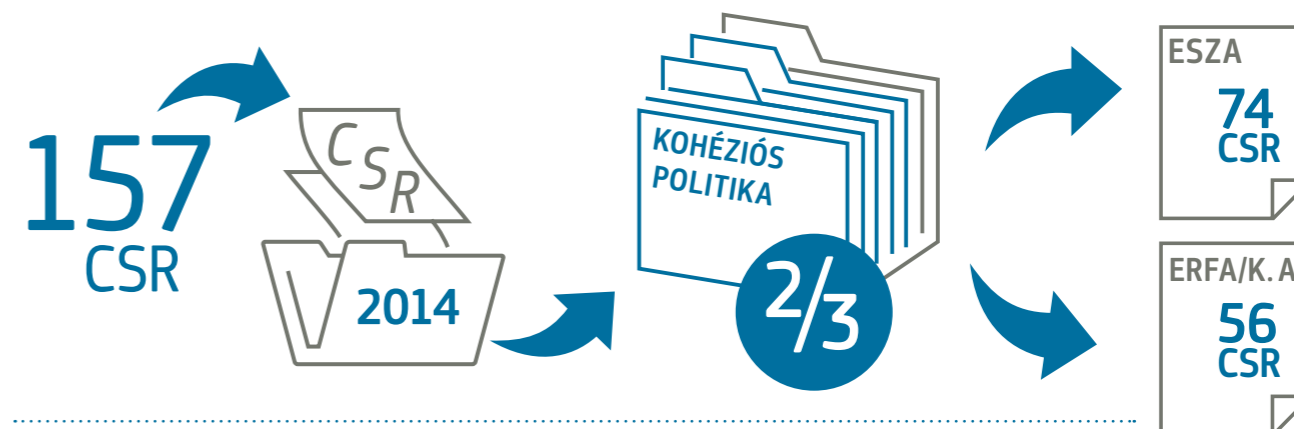 157
CSR
CSR
2014
KOHÉZIÓS
POLITIKA
2/3
ESZA
74
CSR
ERFA/K. A
56
CSR